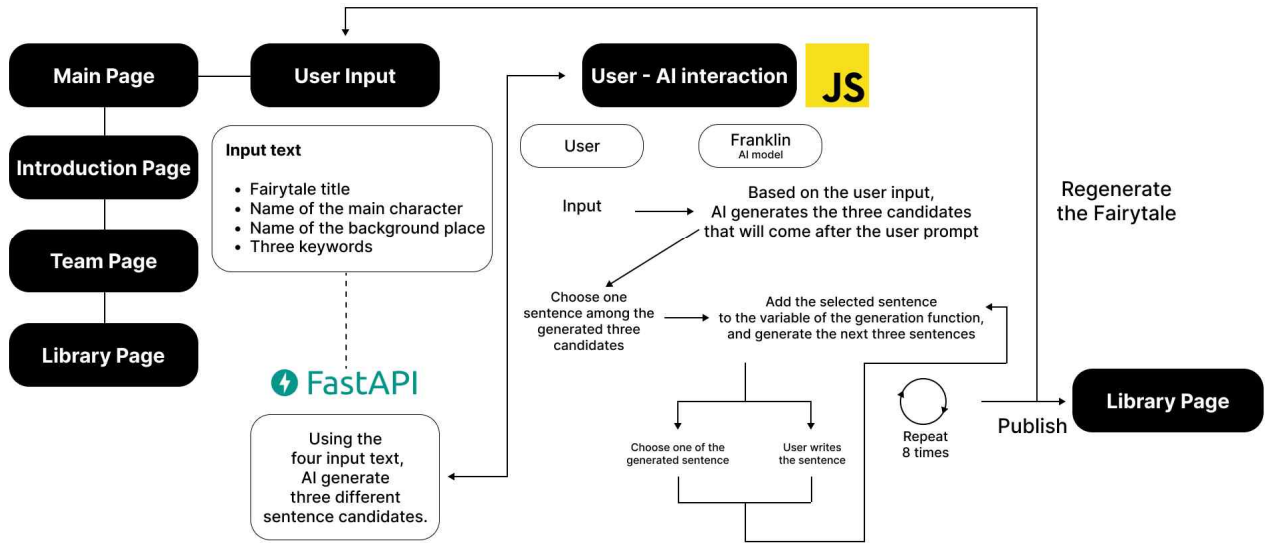 Main Page
User Input
User - AI interaction
JS
Introduction Page
Team Page
Library Page
Input text
• Fairytale title
• Name of the main character
• Name of the background place
• Three keywords
FastAPI
Using the
four input text,
AI generate
three different
sentence candidates.
User
Franklin
AI model
Input
Based on the user input,
AI generates the three candidates
that will come after the user prompt
Choose one
sentence among the
generated three
candidates
Add the selected sentence
to the variable of the generation function,
and generate the next three sentences
Choose one of the
generated sentence
User writes
the sentence
Repeat
8 times
Regenerate
the Fairytale
Publish
Library Page